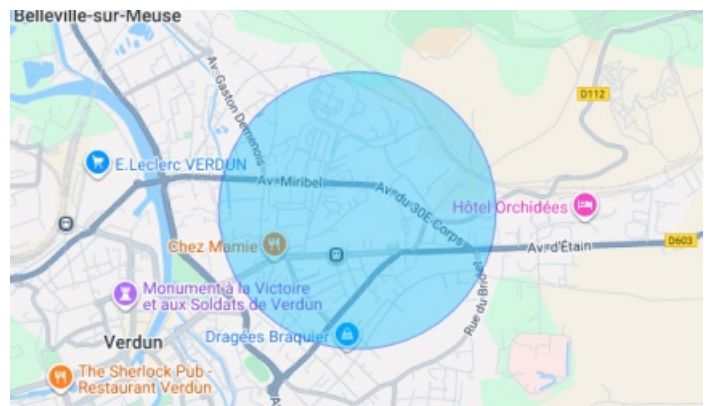 Belleville-sur-Meuse
Av. Gaston Demenois
D112
E.Leclerc VERDUN
Av. Miribel
Av. du 30E Corps
Hôtel Orchidées
Chez Mamie
Av. d'Étain
D603
Monument à la Victoire
et aux Soldats de Verdun
Rue du Brio
Dragées Braquier
Verdun
The Sherlock Pub -
Restaurant Verdun